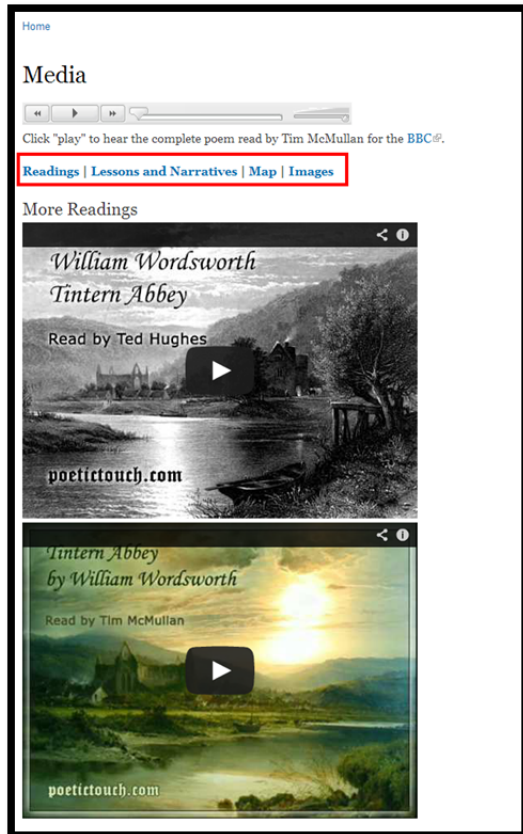 Home
Media
Click "play" to hear the complete poem read by Tim McMullan for the BBC.
Readings | Lessons and Narratives | Map | Images
More Readings
William Wordsworth
Tintern Abbey
Read by Ted Hughes
poetictouch.com
Tintern Abbey
by William Wordsworth
Read by Tim McMullan
poetictouch.com